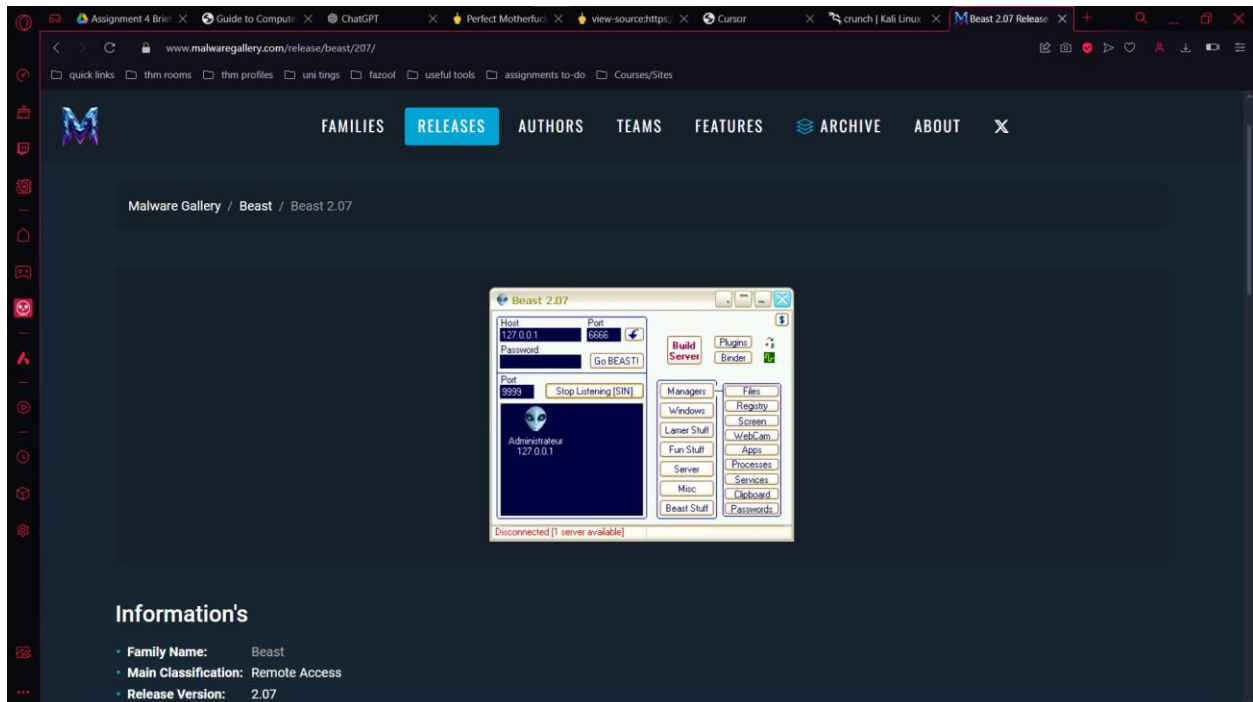 Assignment 4 Brief
Guide to Compute
ChatGPT
Perfect Motherfuck
view-source:https:/
Cursor
crunch | Kali Linux
Beast 2.07 Release
www.malwaregallery.com/release/beast/207/
quick links
thm rooms
thm profiles
uni tings
fazool
useful tools
assignments to-do
Courses/Sites
FAMILIES
RELEASES
AUTHORS
TEAMS
FEATURES
ARCHIVE
ABOUT
X
Malware Gallery / Beast / Beast 2.07
Beast 2.07
Host
Port
127.0.0.1
6666
Password
Go BEAST!
Port
9999
Stop Listening [SIN]
Administrateur
127.0.0.1
$
Build
Server
Plugins
Binder
Managers
Windows
Lamer Stuff
Fun Stuff
Server
Misc
Beast Stuff
Files
Registry
Screen
WebCam
Apps
Processes
Services
Clipboard
Passwords
Disconnected [1 server available]
Information's
Family Name: Beast
Main Classification: Remote Access
Release Version: 2.07